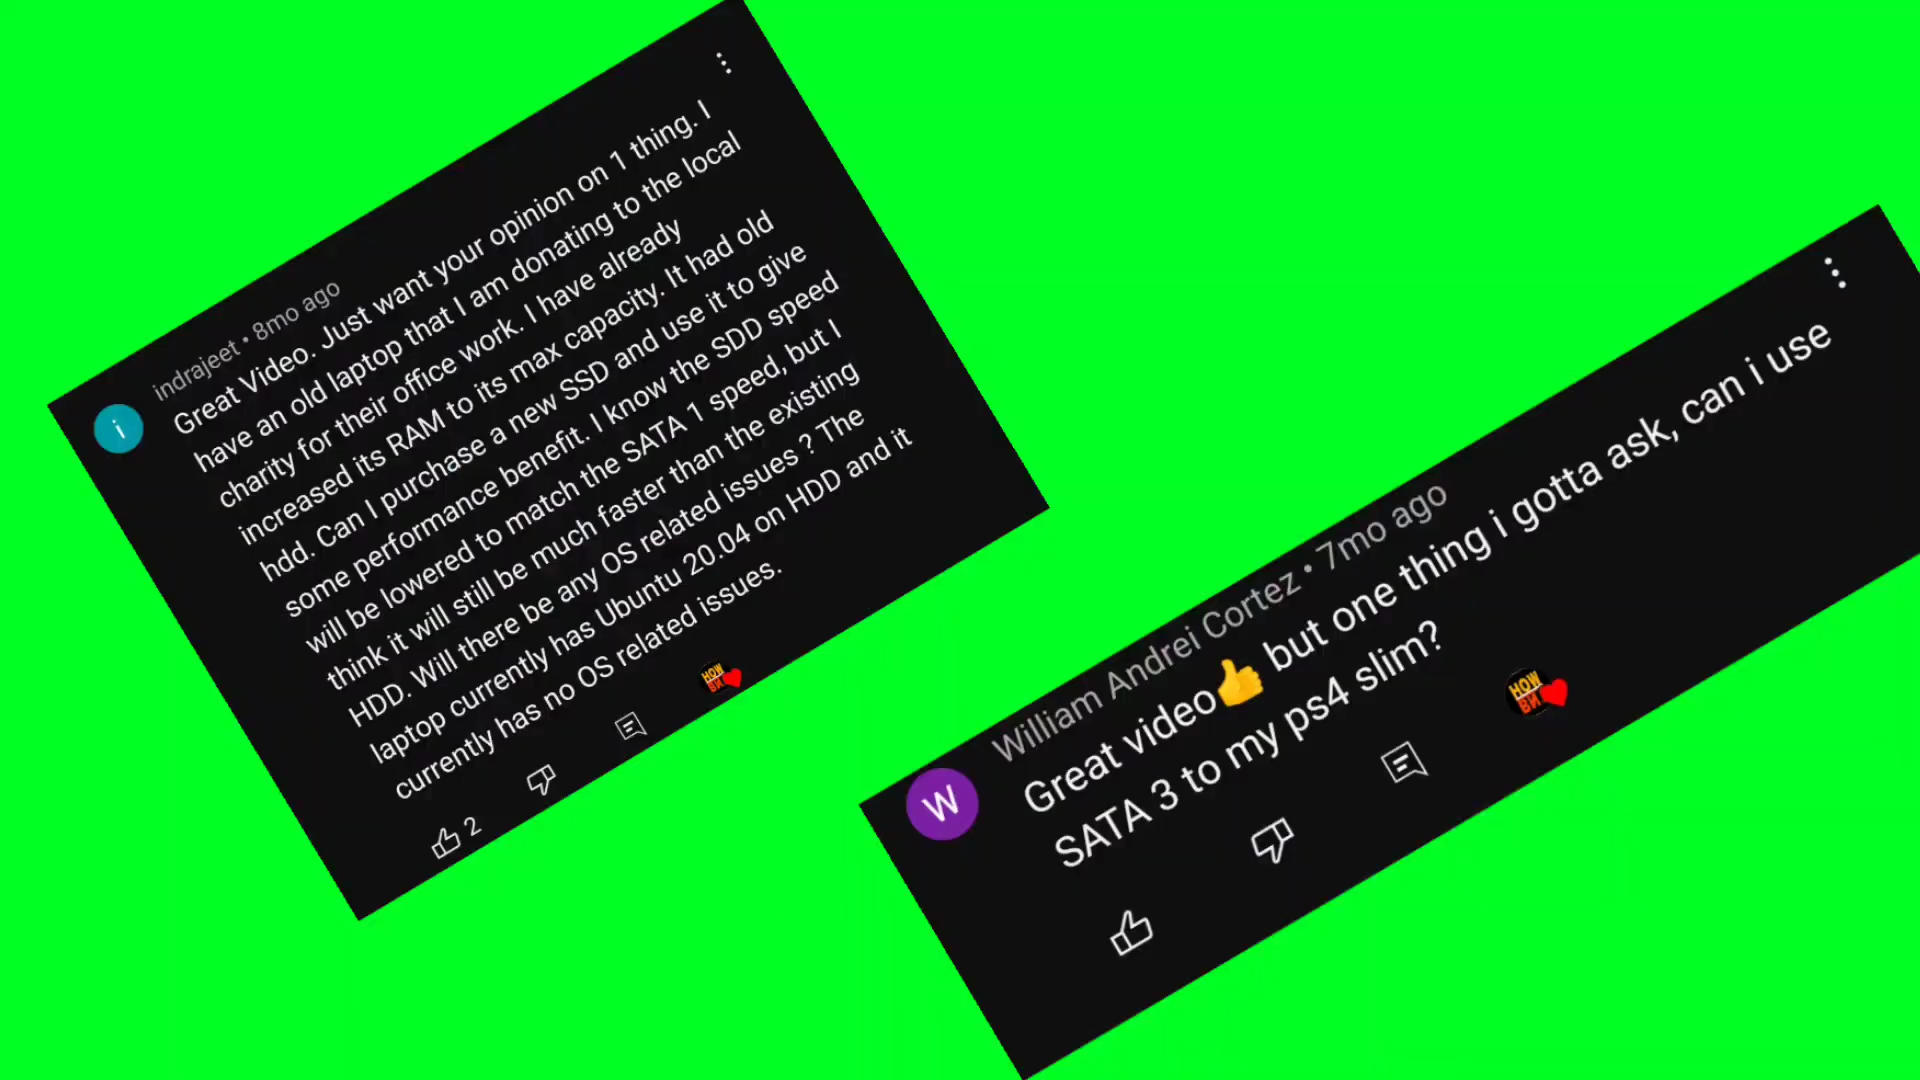 indrajeet • 8mo ago
i
Great Video. Just want your opinion on 1 thing. I
have an old laptop that I am donating to the local
charity for their office work. I have already
increased its RAM to its max capacity. It had old
hdd. Can I purchase a new SSD and use it to give
some performance benefit. I know the SDD speed
will be lowered to match the SATA 1 speed, but I
think it will still be much faster than the existing
HDD. Will there be any OS related issues ? The
laptop currently has Ubuntu 20.04 on HDD and it
currently has no OS related issues.
2
HOW
William Andrei Cortez • 7mo ago
W
Great video👍 but one thing i gotta ask, can i use
SATA 3 to my ps4 slim?
HOW